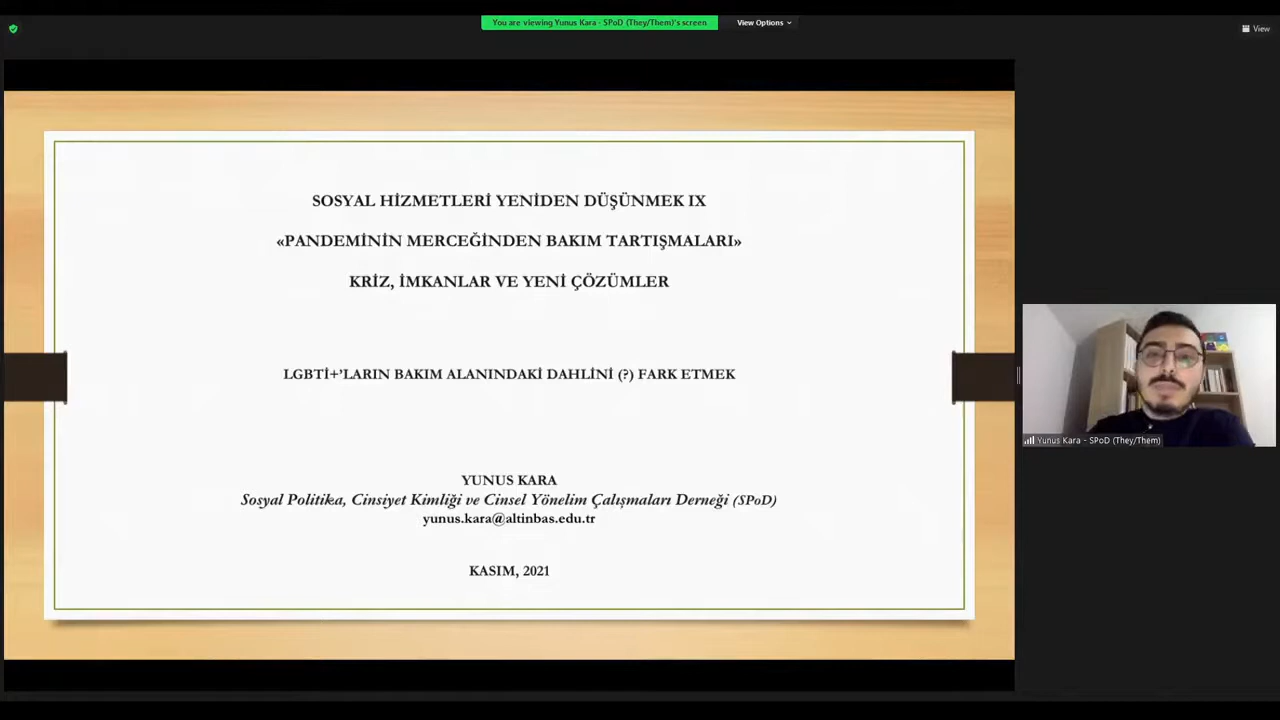 You are viewing Yunus Kara - SPoD (They/Them)'s screen
View Options
View
SOSYAL HİZMETLERİ YENİDEN DÜŞÜNMEK IX
«PANDEMİNİN MERCEĞİNDEN BAKIM TARTIŞMALARI»
KRİZ, İMKANLAR VE YENİ ÇÖZÜMLER
LGBTİ+'LARIN BAKIM ALANINDAKİ DAHLİNİ (?) FARK ETMEK
Yunus Kara - SPoD (They/Them)
YUNUS KARA
Sosyal Politika, Cinsiyet Kimliği ve Cinsel Yönelim Çalışmaları Derneği (SPoD)
yunus.kara@altinbas.edu.tr
KASIM, 2021